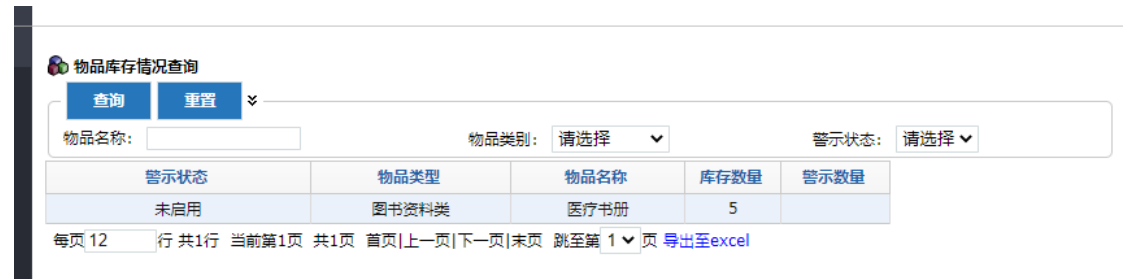 物品库存情况查询
查询 重置
物品名称: 物品类别: 请选择 警示状态: 请选择
警示状态 物品类型 物品名称 库存数量 警示数量
未启用 图书资料类 医疗书册 5
每页 12 行 共1行 当前第1页 共1页 首页|上一页|下一页|末页 跳至第 1 页 导出至excel